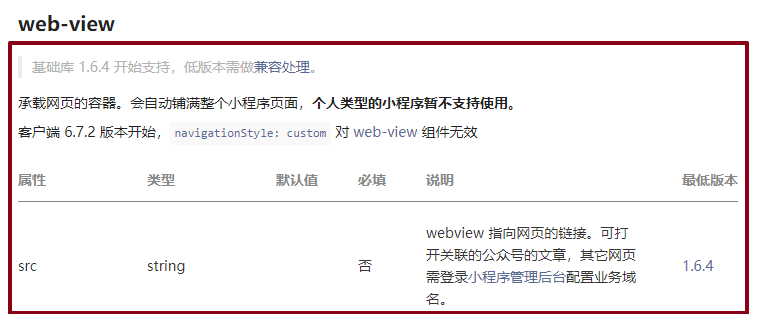 web-view
基础库 1.6.4 开始支持，低版本需做兼容处理。
承载网页的容器。会自动铺满整个小程序页面，个人类型的小程序暂不支持使用。
客户端 6.7.2 版本开始，navigationStyle: custom 对 web-view 组件无效
属性 类型 默认值 必填 说明 最低版本
webview 指向网页的链接。可打
开关联的公众号的文章，其它网页
src string 否 需登录小程序管理后台配置业务域 1.6.4
名。